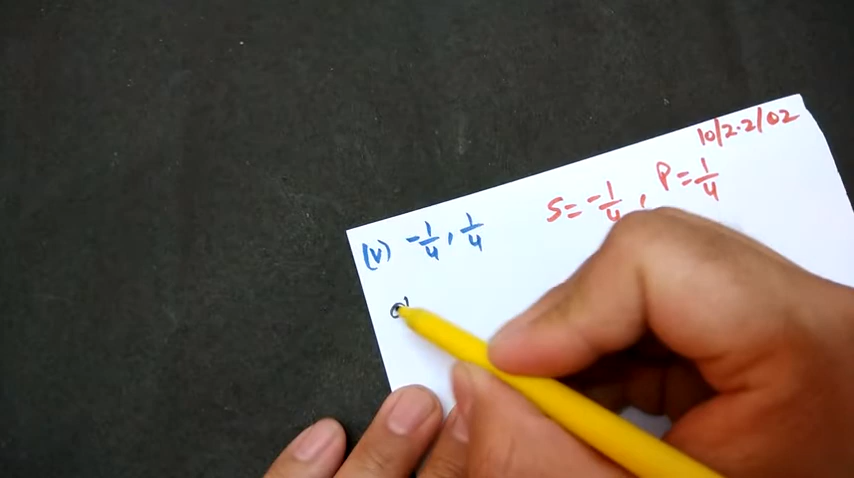 10/2.2/02
(v) -1/4, 1/4 S = -1/4, P = 1/4